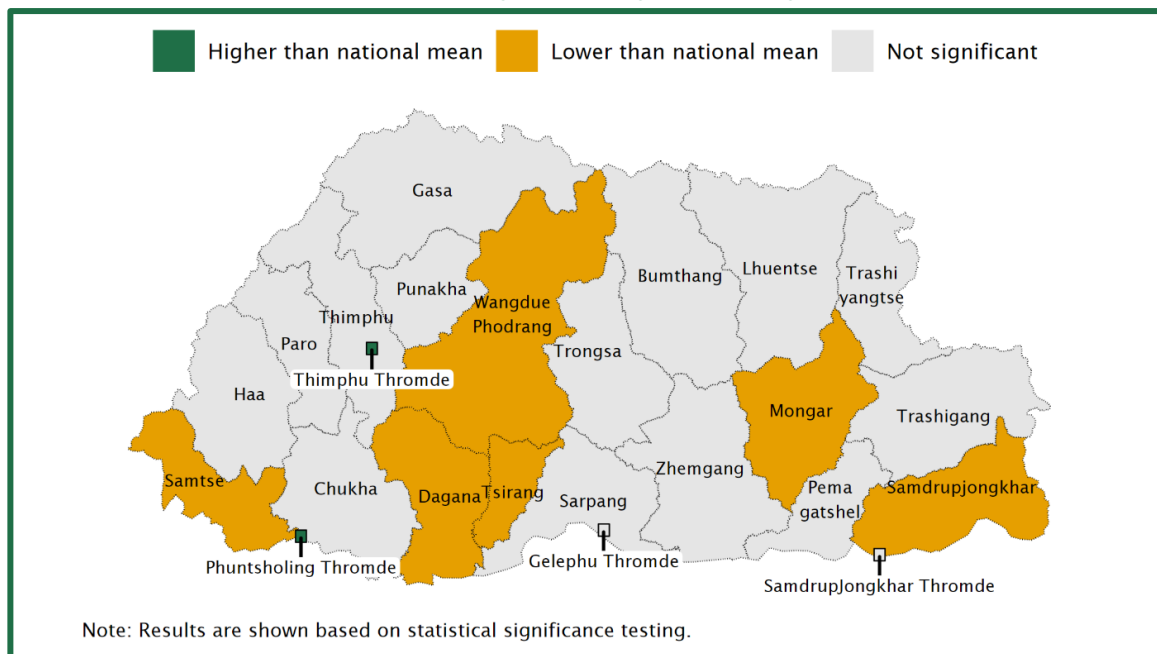 Higher than national mean
Lower than national mean
Not significant
Gasa
Punakha
Wangdue
Phodrang
Bumthang
Lhuentse
Trashi
yangtse
Thimphu
Paro
Thimphu Thromde
Trongsa
Haa
Mongar
Trashigang
Samtse
Chukha
Dagana
Tsirang
Sarpang
Zhemgang
Pema
gatshel
Samdrupjongkhar
Phuntsholing Thromde
Gelephu Thromde
SamdrupJongkhar Thromde
Note: Results are shown based on statistical significance testing.